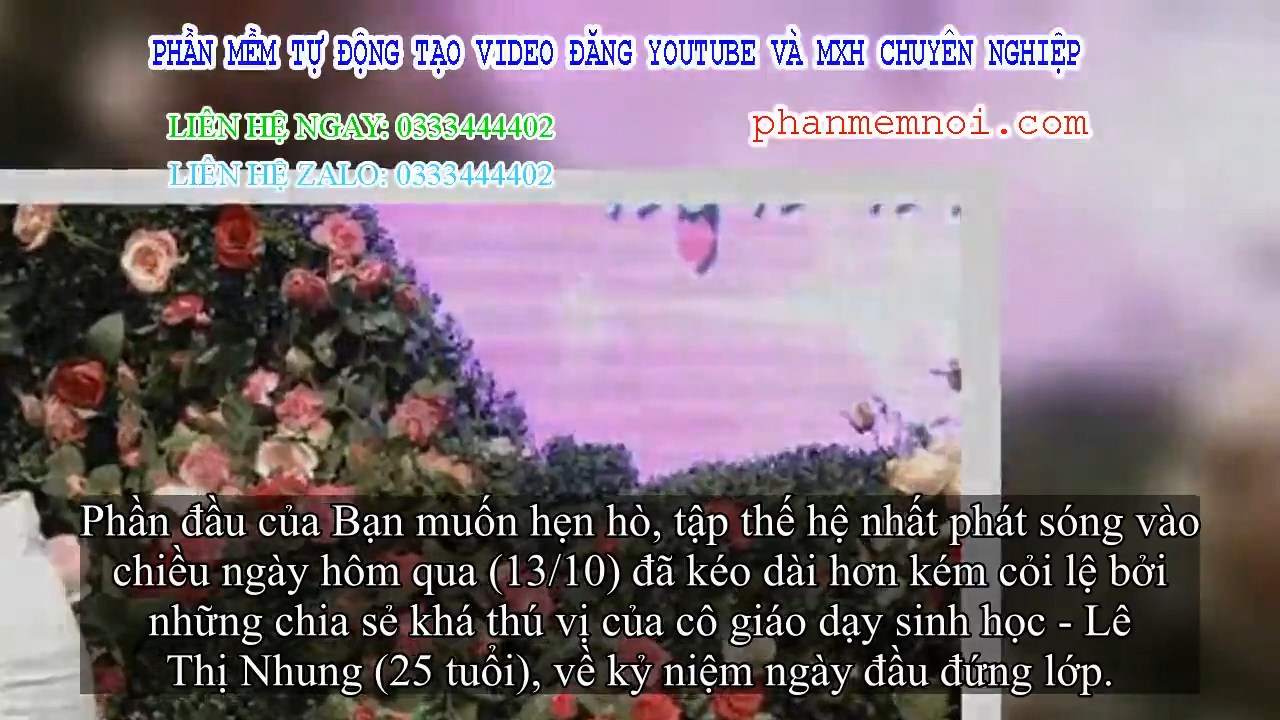 PHẦN MỀM TỰ ĐỘNG TẠO VIDEO ĐĂNG YOUTUBE VÀ MXH CHUYÊN NGHIỆP
LIÊN HỆ NGAY: 0333444402
phanmemnoi.com
LIÊN HỆ ZALO: 0333444402
Phần đầu của Bạn muốn hẹn hò, tập thế hệ nhất phát sóng vào
chiều ngày hôm qua (13/10) đã kéo dài hơn kém cỏi lệ bởi
những chia sẻ khá thú vị của cô giáo dạy sinh học - Lê
Thị Nhung (25 tuổi), về kỷ niệm ngày đầu đứng lớp.